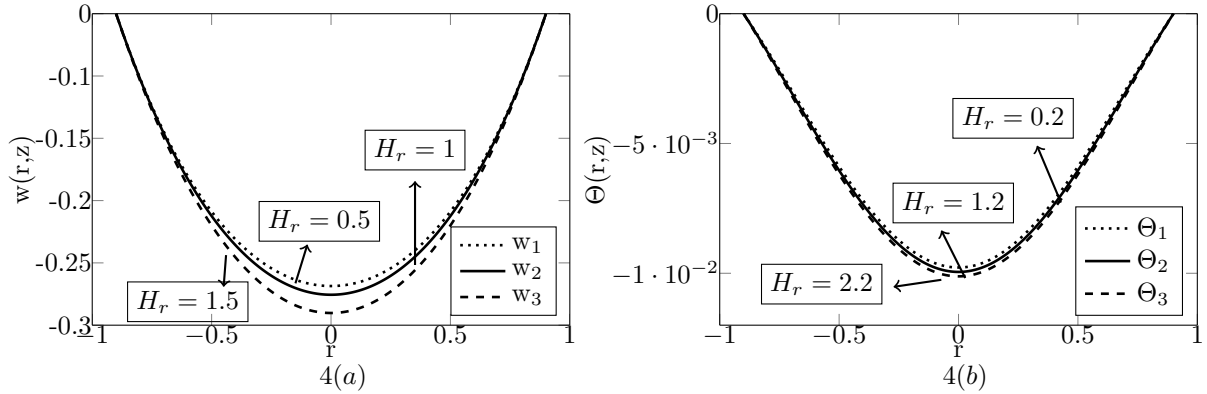 0
-0.1
-0.15
-0.2
-0.25
-0.3
w(r,z)
H_r = 1
H_r = 0.5
H_r = 1.5
w_1
w_2
w_3
−1
−0.5
0
0.5
1
r
4(a)
0
−5 · 10^{−3}
−1 · 10^{−2}
Θ(r,z)
H_r = 0.2
H_r = 1.2
H_r = 2.2
Θ_1
Θ_2
Θ_3
−1
−0.5
0
0.5
1
r
4(b)